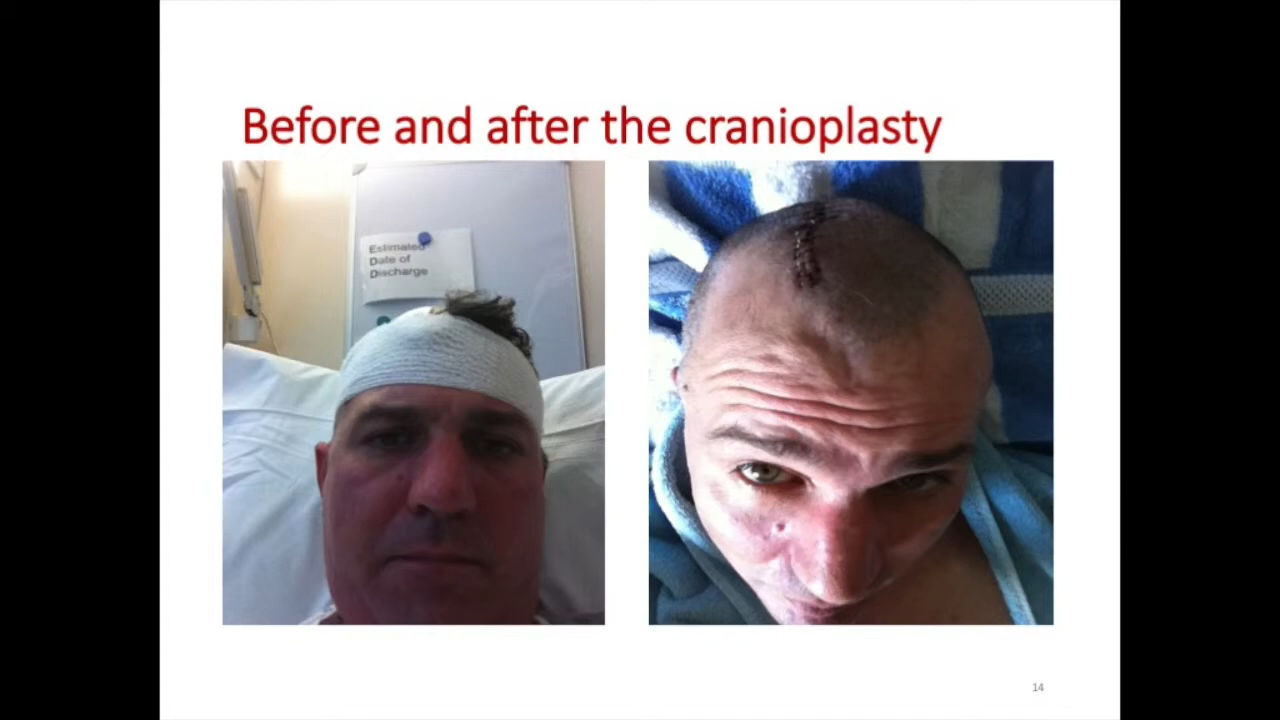 Before and after the cranioplasty
Estimated
Date of
Discharge
14